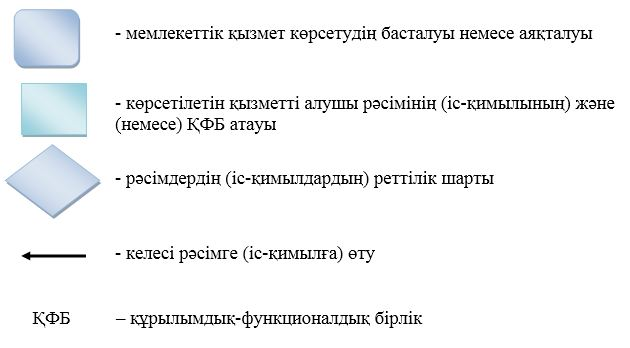 - мемлекеттік қызмет көрсетудің басталуы немесе аяқталуы
- көрсетілетін қызметті алушы рәсімінің (іс-қимылының) және
(немесе) ҚФБ атауы
- рәсімдердің (іс-қимылдардың) реттілік шарты
- келесі рәсімге (іс-қимылға) өту
ҚФБ – құрылымдық-функционалдық бірлік